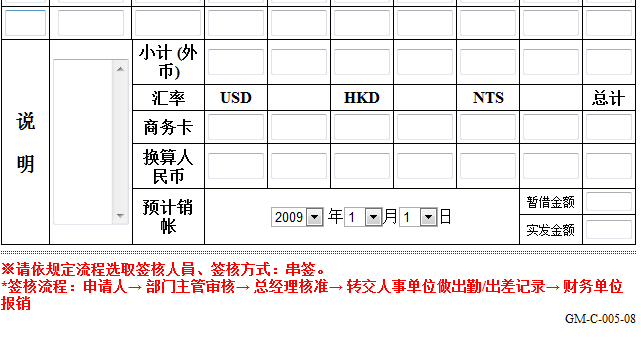 小计 (外
币)
汇率 USD HKD NTS 总计
说
明
商务卡
换算人
民币
预计销
帐
2009 年 1 月 1 日
暂借金额
实发金额
※请依规定流程选取签核人員、签核方式：串签。
*签核流程：申请人→ 部门主管审核→ 总经理核准→ 转交人事单位做出勤/出差记录→ 财务单位
报销
GM-C-005-08